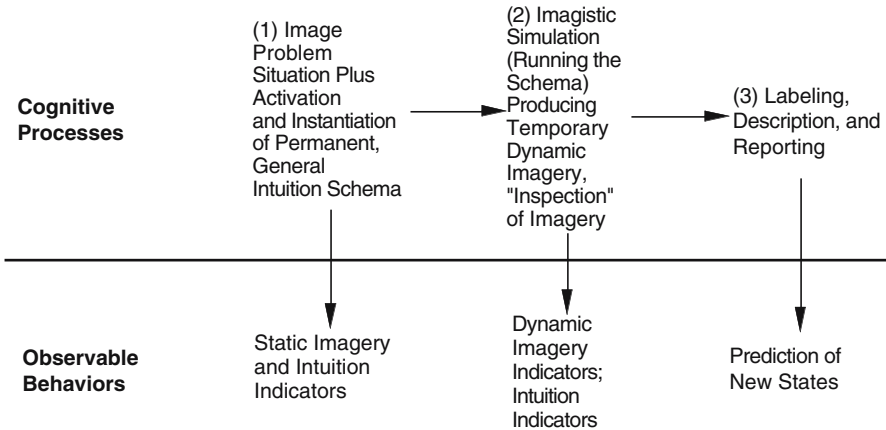 Cognitive
Processes
(1) Image
Problem
Situation Plus
Activation
and Instantiation
of Permanent,
General
Intuition Schema
(2) Imagistic
Simulation
(Running the
Schema)
Producing
Temporary
Dynamic
Imagery,
"Inspection"
of Imagery
(3) Labeling,
Description, and
Reporting
Observable
Behaviors
Static Imagery
and Intuition
Indicators
Dynamic
Imagery
Indicators;
Intuition
Indicators
Prediction of
New States